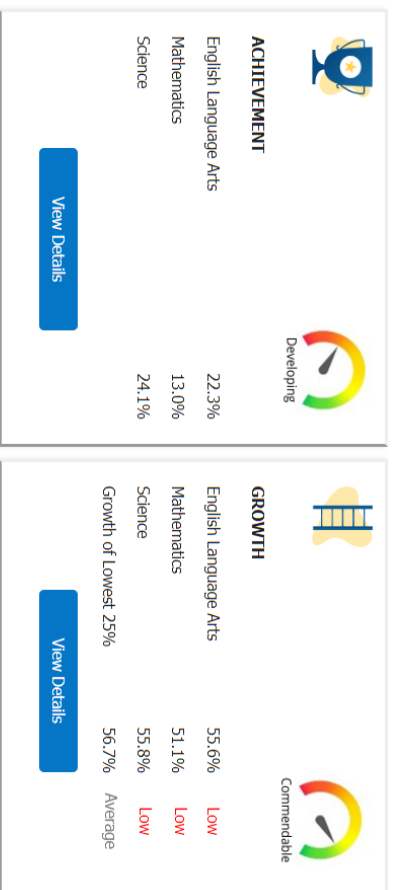 Developing
ACHIEVEMENT
English Language Arts 22.3%
Mathematics 13.0%
Science 24.1%
View Details
Commendable
GROWTH
English Language Arts 55.6% Low
Mathematics 51.1% Low
Science 55.8% Low
Growth of Lowest 25% 56.7% Average
View Details